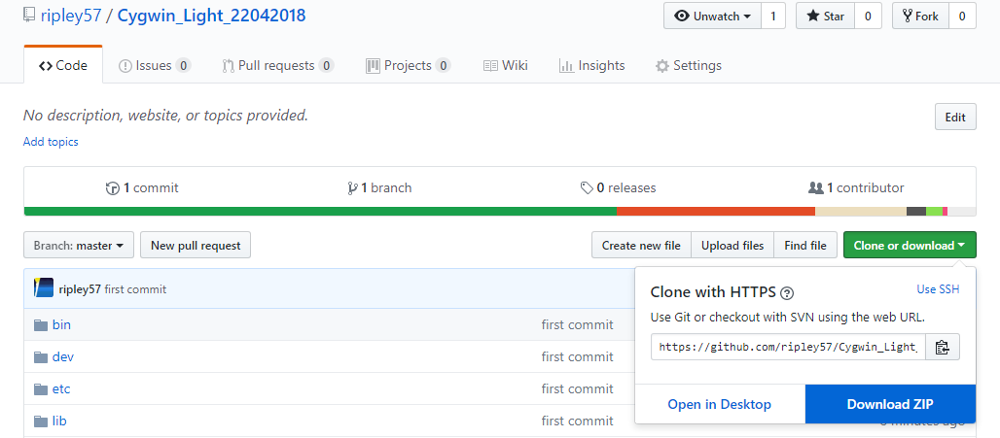 ripley57 / Cygwin_Light_22042018
Unwatch 1 Star 0 Fork 0
Code Issues 0 Pull requests 0 Projects 0 Wiki Insights Settings
No description, website, or topics provided.
Edit
Add topics
1 commit 1 branch 0 releases 1 contributor
Branch: master New pull request Create new file Upload files Find file Clone or download
ripley57 first commit
bin first commit
dev first commit
etc first commit
lib first commit
Clone with HTTPS ? Use SSH
Use Git or checkout with SVN using the web URL.
https://github.com/ripley57/Cygwin_Light_
Open in Desktop Download ZIP